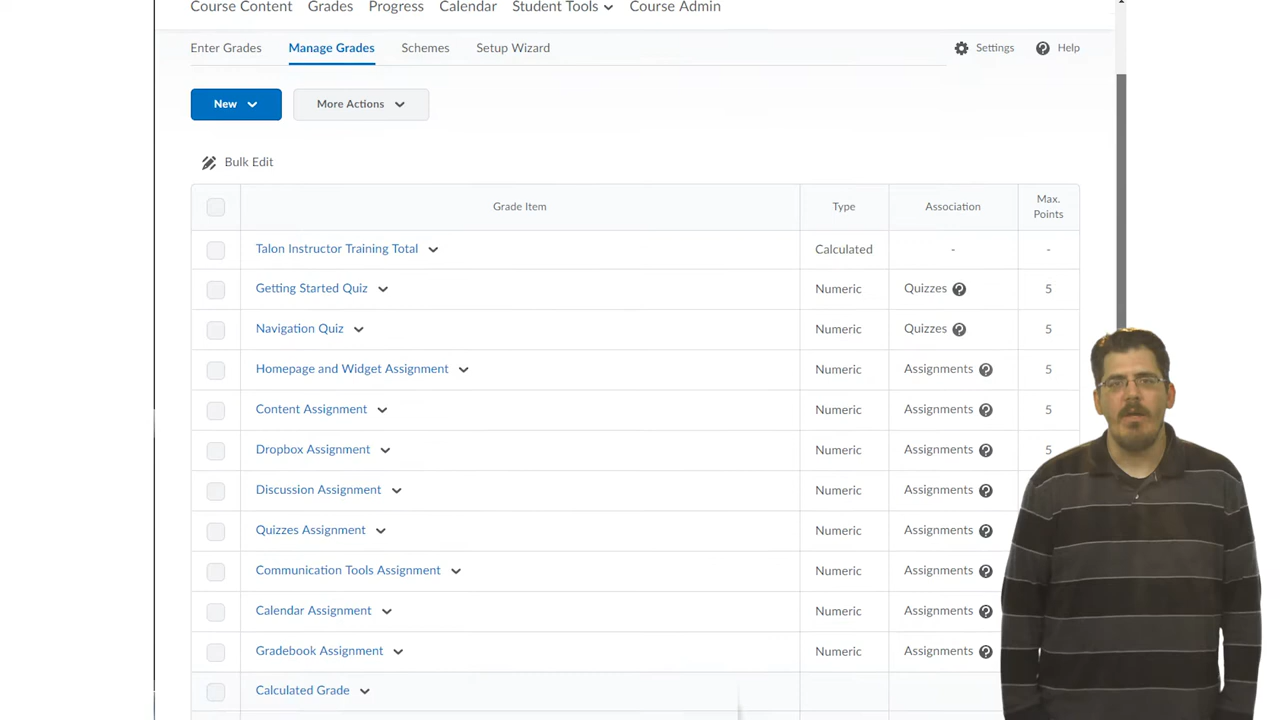 Course Content Grades Progress Calendar Student Tools Course Admin
Enter Grades Manage Grades Schemes Setup Wizard Settings Help
New More Actions
Bulk Edit
Grade Item Type Association Max. Points
Talon Instructor Training Total Calculated - -
Getting Started Quiz Numeric Quizzes 5
Navigation Quiz Numeric Quizzes 5
Homepage and Widget Assignment Numeric Assignments 5
Content Assignment Numeric Assignments 5
Dropbox Assignment Numeric Assignments 5
Discussion Assignment Numeric Assignments
Quizzes Assignment Numeric Assignments
Communication Tools Assignment Numeric Assignments
Calendar Assignment Numeric Assignments
Gradebook Assignment Numeric Assignments
Calculated Grade